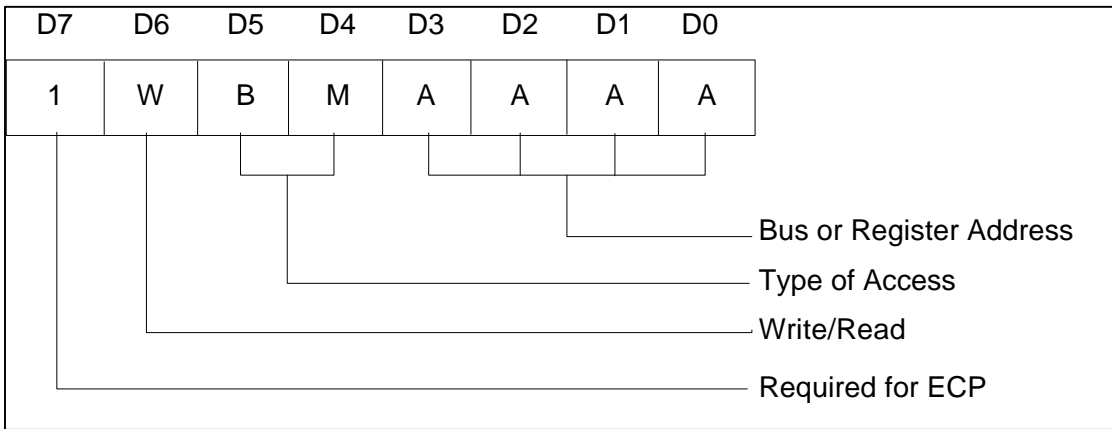 D7 D6 D5 D4 D3 D2 D1 D0
1 W B M A A A A
Bus or Register Address
Type of Access
Write/Read
Required for ECP